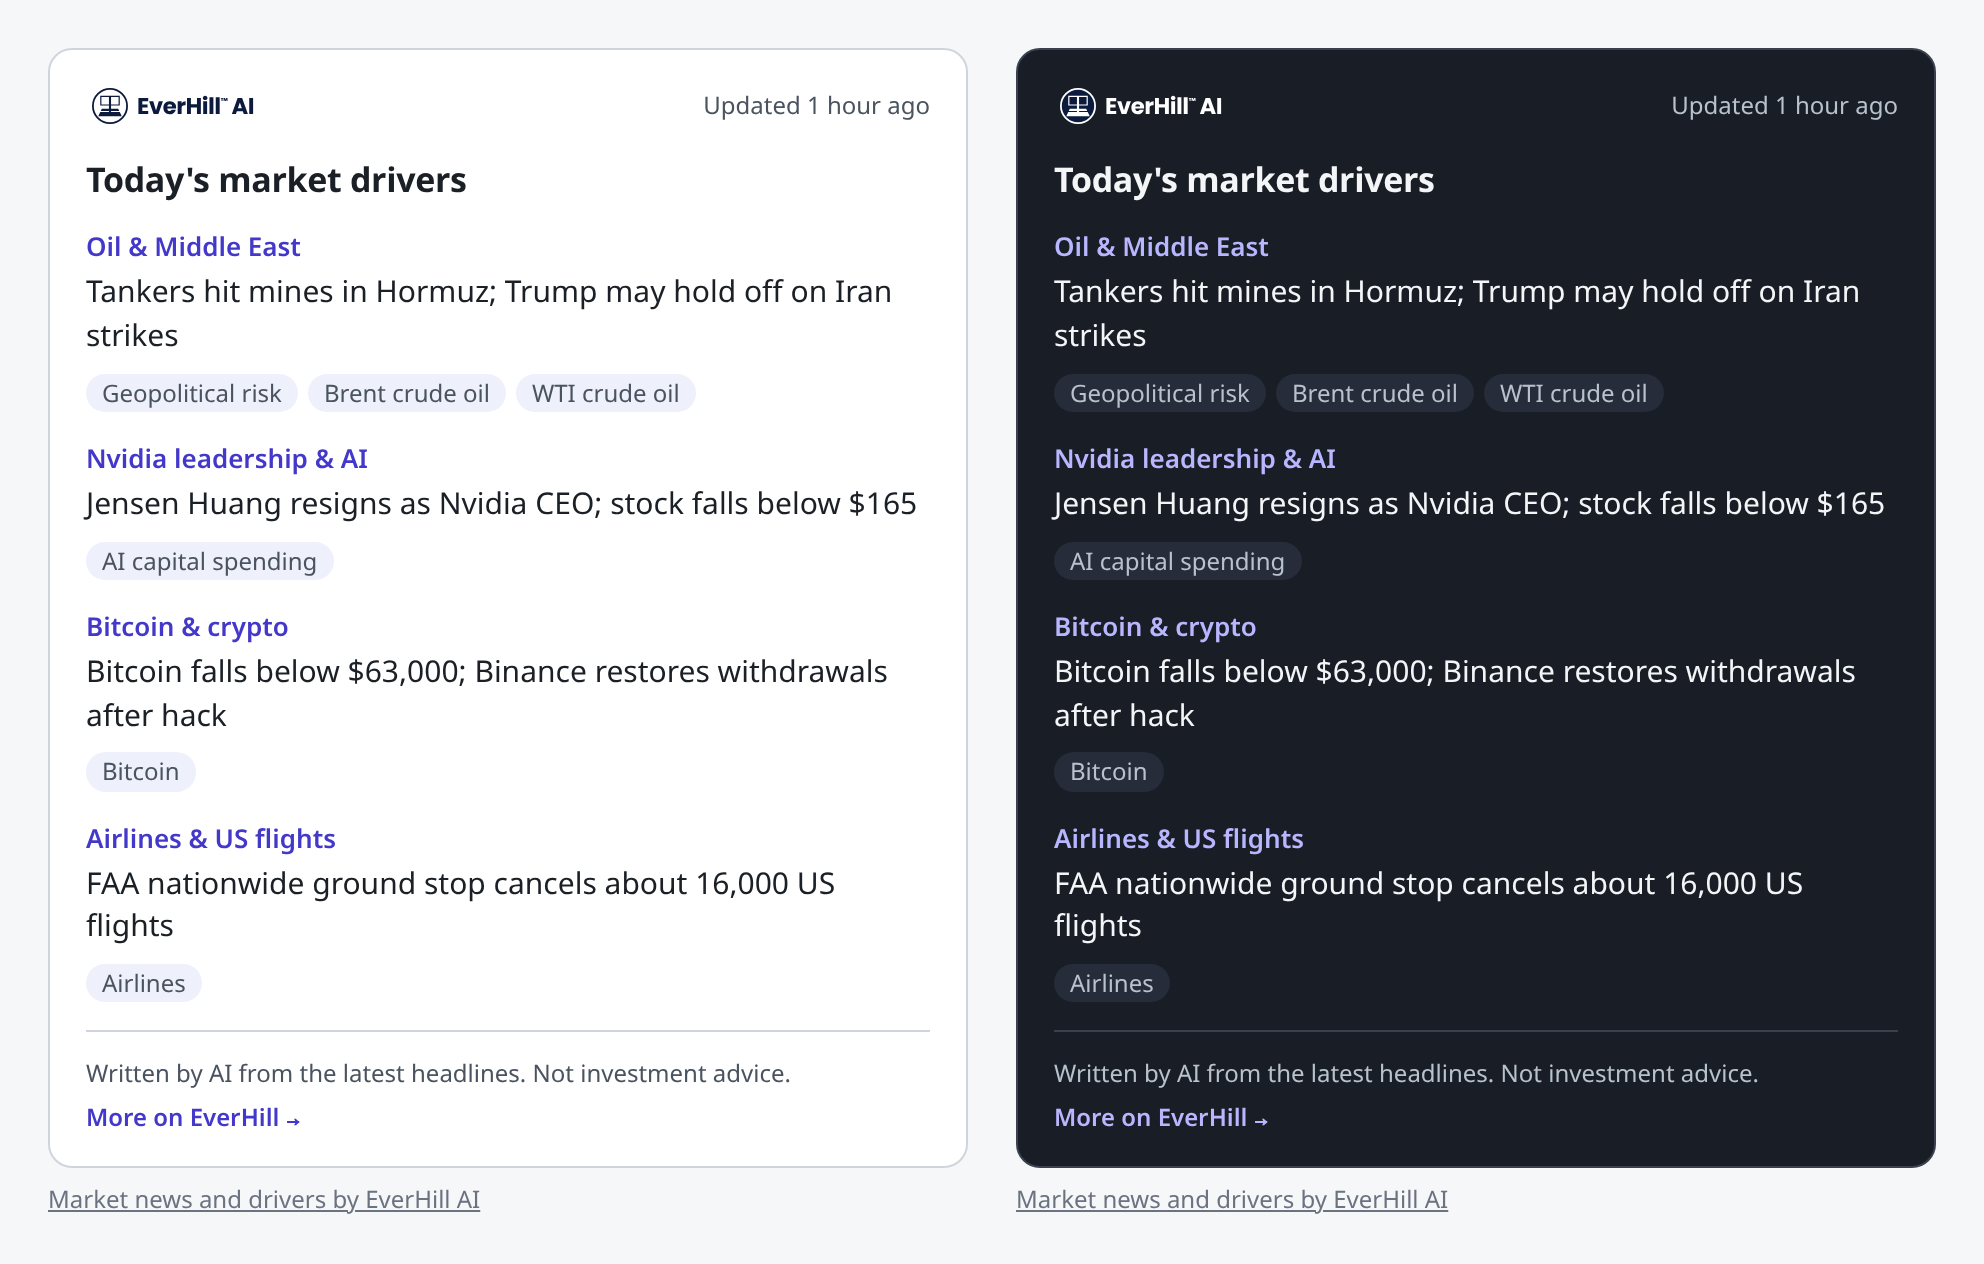 EverHill™ AI
Updated 1 hour ago
Today's market drivers
Oil & Middle East
Tankers hit mines in Hormuz; Trump may hold off on Iran
strikes
Geopolitical risk
Brent crude oil
WTI crude oil
Nvidia leadership & AI
Jensen Huang resigns as Nvidia CEO; stock falls below $165
AI capital spending
Bitcoin & crypto
Bitcoin falls below $63,000; Binance restores withdrawals
after hack
Bitcoin
Airlines & US flights
FAA nationwide ground stop cancels about 16,000 US
flights
Airlines
Written by AI from the latest headlines. Not investment advice.
More on EverHill →
Market news and drivers by EverHill AI
EverHill™ AI
Updated 1 hour ago
Today's market drivers
Oil & Middle East
Tankers hit mines in Hormuz; Trump may hold off on Iran
strikes
Geopolitical risk
Brent crude oil
WTI crude oil
Nvidia leadership & AI
Jensen Huang resigns as Nvidia CEO; stock falls below $165
AI capital spending
Bitcoin & crypto
Bitcoin falls below $63,000; Binance restores withdrawals
after hack
Bitcoin
Airlines & US flights
FAA nationwide ground stop cancels about 16,000 US
flights
Airlines
Written by AI from the latest headlines. Not investment advice.
More on EverHill →
Market news and drivers by EverHill AI